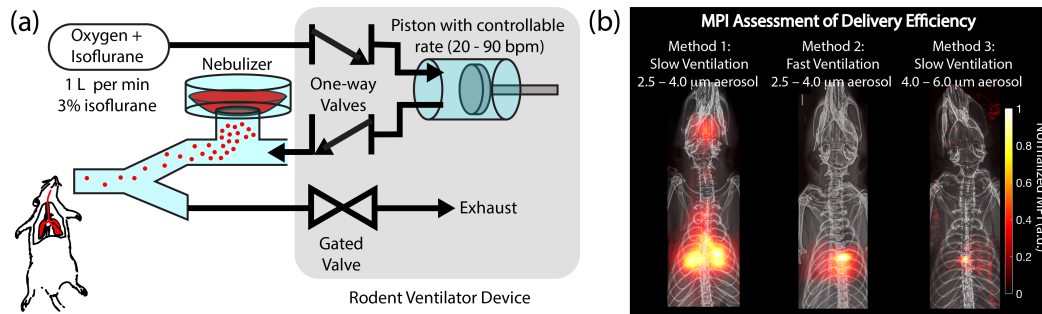 (a)
Oxygen +
Isoflurane
1 L  per min
3% isoflurane
Nebulizer
One-way
Valves
Piston with controllable
rate (20 - 90 bpm)
Exhaust
Gated
Valve
Rodent Ventilator Device
(b)
MPI Assessment of Delivery Efficiency
Method 1:
Slow Ventilation
2.5 – 4.0 µm aerosol
Method 2:
Fast Ventilation
2.5 – 4.0 µm aerosol
Method 3:
Slow Ventilation
4.0 – 6.0 µm aerosol
1
0.8
0.6
0.4
0.2
0
Normalized MPI (a.u)